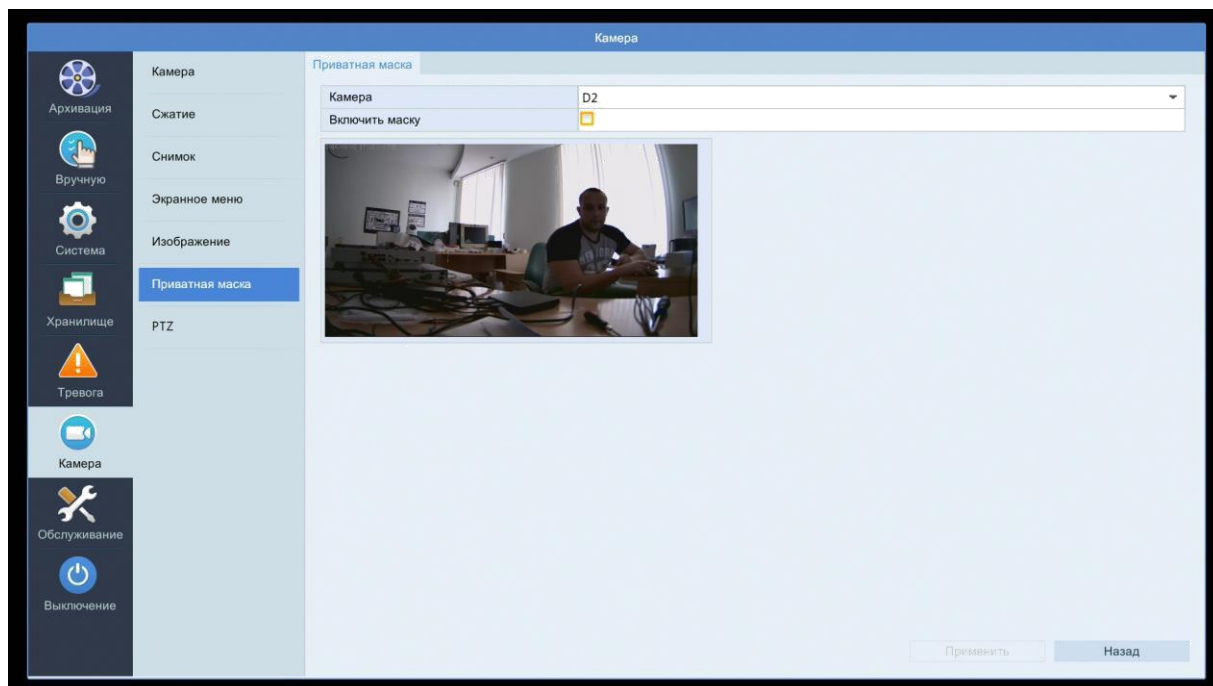 Камера
Архивация
Вручную
Система
Хранилище
Тревога
Камера
Обслуживание
Выключение
Камера
Сжатие
Снимок
Экранное меню
Изображение
Приватная маска
PTZ
Приватная маска
Камера D2
Включить маску
Применить Назад